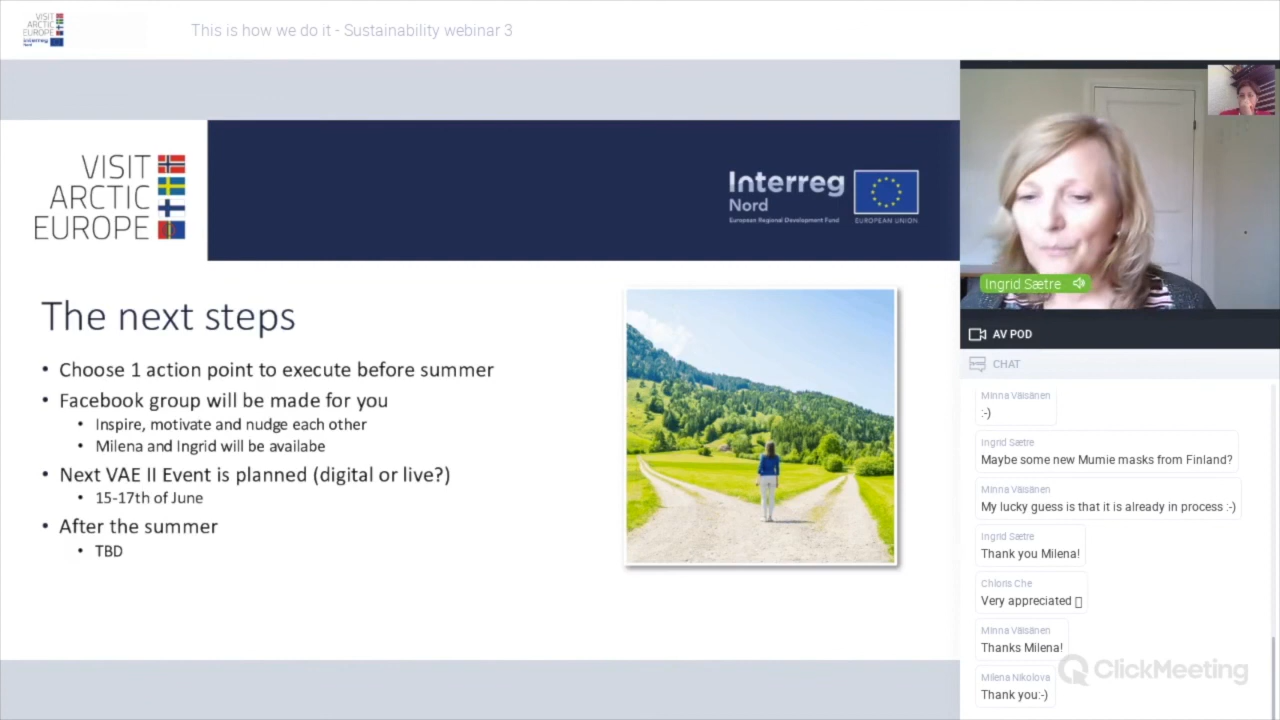 VISIT
ARCTIC
EUROPE
Interreg
Nord
This is how we do it - Sustainability webinar 3
VISIT
ARCTIC
EUROPE
Interreg
Nord
European Regional Development Fund
EUROPEAN UNION
The next steps
• Choose 1 action point to execute before summer
• Facebook group will be made for you
• Inspire, motivate and nudge each other
• Milena and Ingrid will be availabe
• Next VAE II Event is planned (digital or live?)
• 15-17th of June
• After the summer
• TBD
Ingrid Sætre
AV POD
CHAT
Minna Väisänen
:-)
Ingrid Sætre
Maybe some new Mumie masks from Finland?
Minna Väisänen
My lucky guess is that it is already in process :-)
Ingrid Sætre
Thank you Milena!
Chloris Che
Very appreciated
Minna Väisänen
Thanks Milena!
Milena Nikolova
Thank you:-)
ClickMeeting